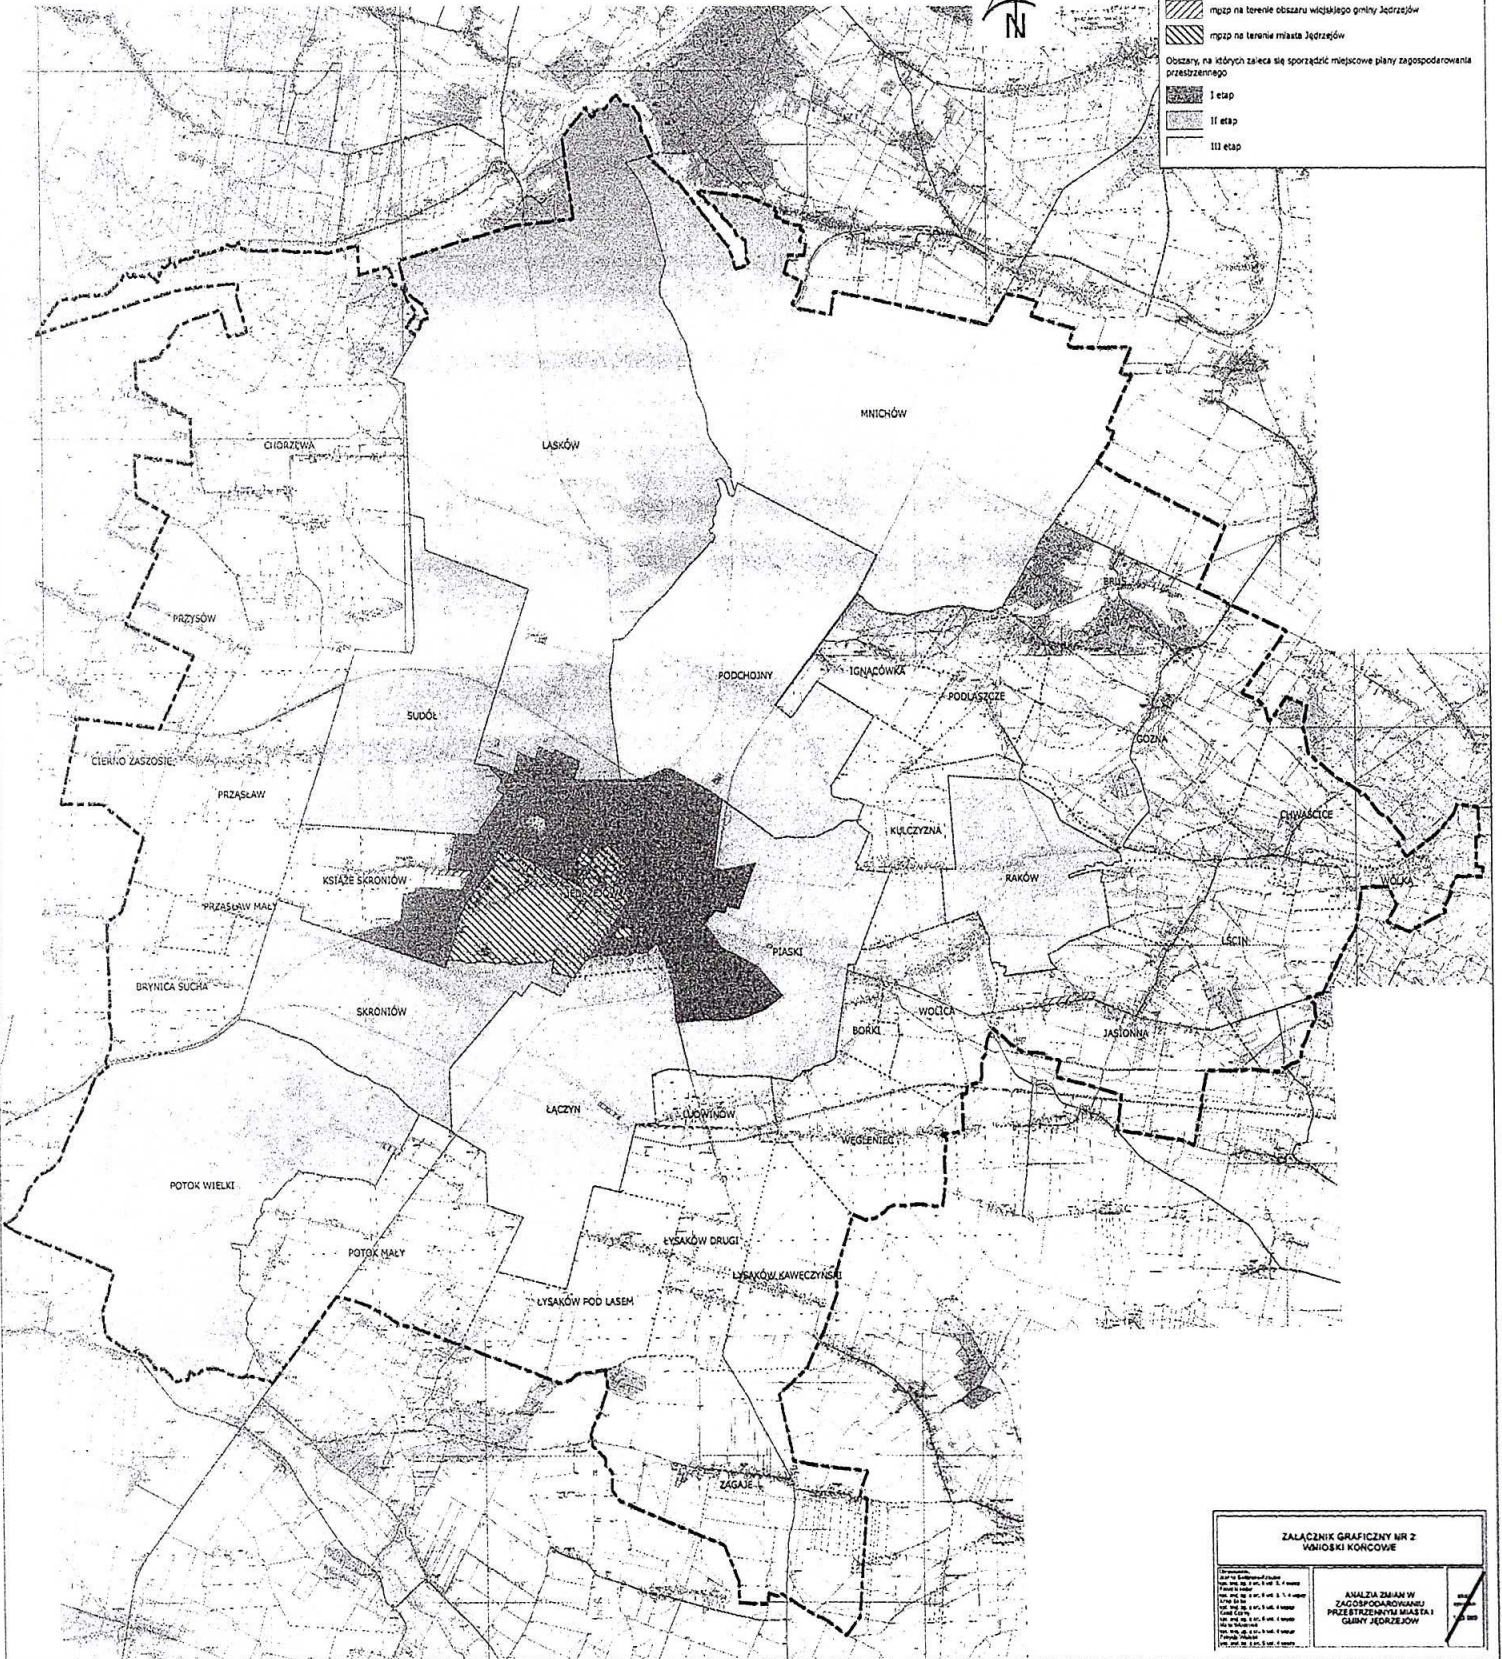 mpzp na terenie obszaru wiejskiego gminy Jędrzejów
mpzp na terenie miasta Jędrzejów
Obszary, na których zaleca się sporządzić miejscowe plany zagospodarowania
przestrzennego
I etap
II etap
III etap
N
MNICHÓW
CHORZEWA
LASKÓW
BRUS
PRZYSÓW
IGNACÓWKA
PODCHOJNY
PODLASZCZE
SUDÓŁ
GOZNA
CIERNO ZASZOSIE
PRZĄSŁAW
CHWAŚCICE
KULCZYZNA
KSIĄŻE SKRONIÓW
RAKÓW
WÓLKA
PRZĄSŁAW MAŁY
LŚCIN
PIASKI
BRYNICA SUCHA
SKRONIÓW
WOLICA
BORKI
JASIONNA
ŁĄCZYN
LUDWINÓW
WĘGLENIEC
POTOK WIELKI
ŁYSAKÓW DRUGI
POTOK MAŁY
ŁYSAKÓW KAWĘCZYŃSKI
ŁYSAKÓW POD LASEM
ZAGAJE
ZAŁĄCZNIK GRAFICZNY NR 2
WNIOSKI KOŃCOWE
ANALZIA ZMIAN W
ZAGOSPODAROWANIU
PRZESTRZENNYM MIASTA I
GMINY JĘDRZEJÓW